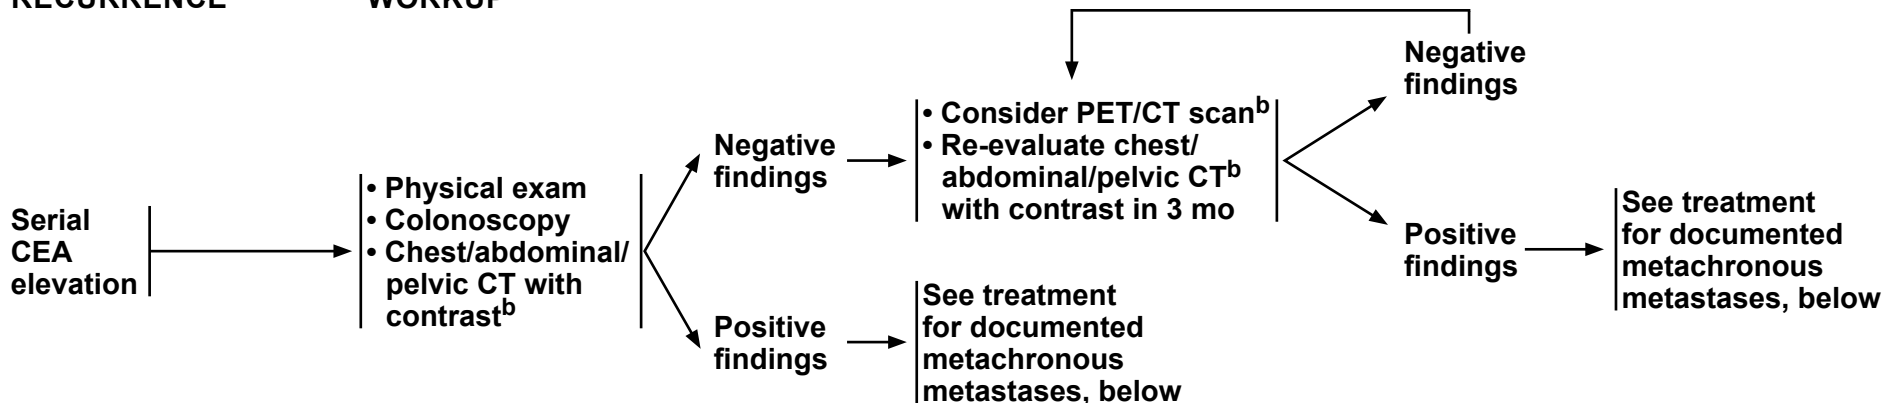 RECURRENCE WORKUP
Serial
CEA
elevation
• Physical exam
• Colonoscopy
• Chest/abdominal/
pelvic CT with
contrastb
Negative
findings
Positive
findings
• Consider PET/CT scanb
• Re-evaluate chest/
abdominal/pelvic CTb
with contrast in 3 mo
See treatment
for documented
metachronous
metastases, below
Negative
findings
Positive
findings
See treatment
for documented
metachronous
metastases, below